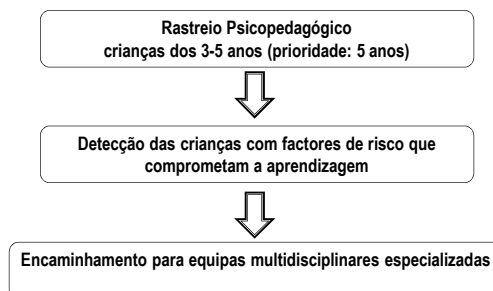 Rastreio Psicopedagógico
crianças dos 3-5 anos (prioridade: 5 anos)
Detecção das crianças com factores de risco que
comprometam a aprendizagem
Encaminhamento para equipas multidisciplinares especializadas